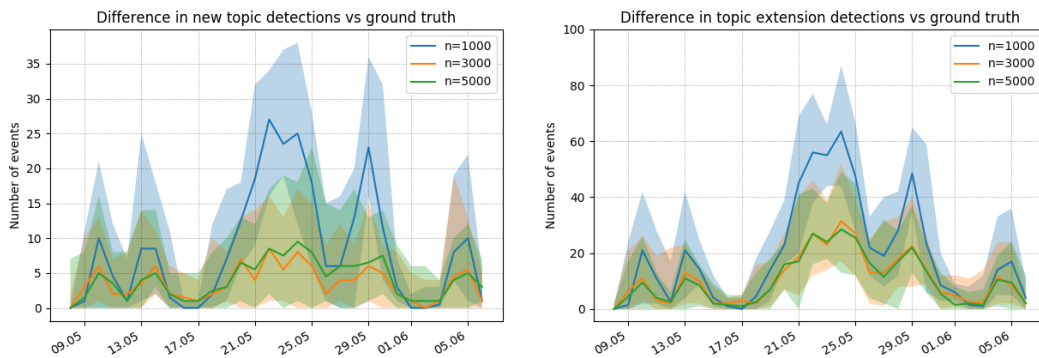 Difference in new topic detections vs ground truth
Number of events
35
30
25
20
15
10
5
0
09.05 13.05 17.05 21.05 25.05 29.05 01.06 05.06
n=1000
n=3000
n=5000
Difference in topic extension detections vs ground truth
Number of events
100
80
60
40
20
0
09.05 13.05 17.05 21.05 25.05 29.05 01.06 05.06
n=1000
n=3000
n=5000